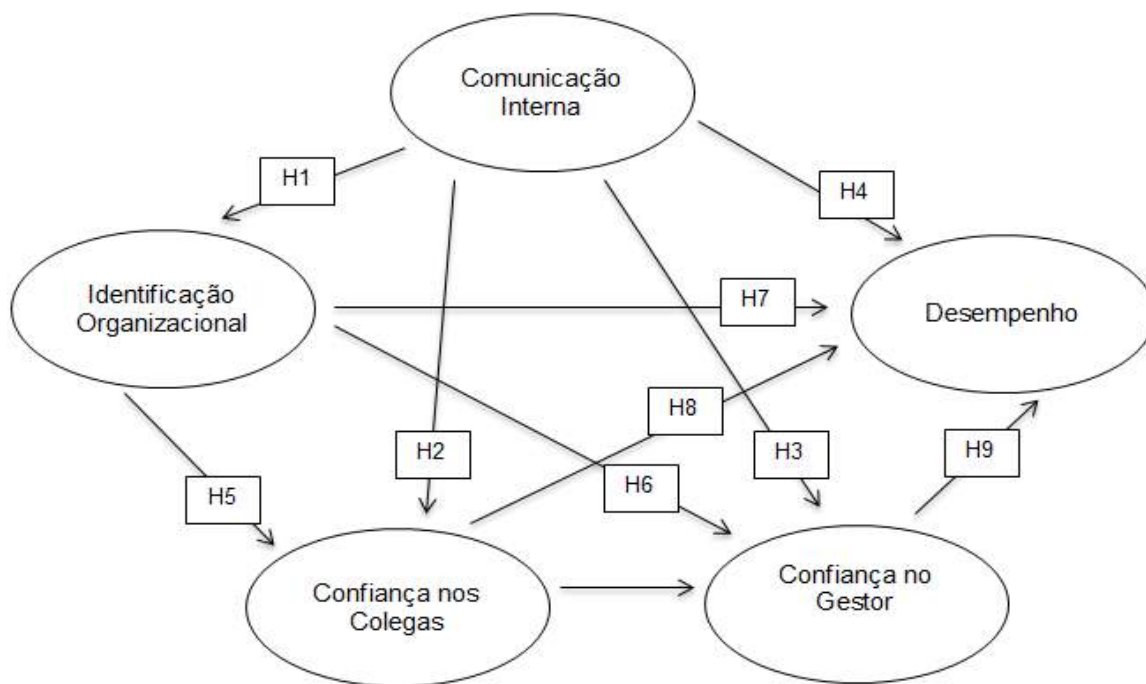 Comunicação
Interna
H1
H4
Identificação
Organizacional
H7
Desempenho
H8
H2
H3
H9
H6
H5
Confiança nos
Colegas
Confiança no
Gestor